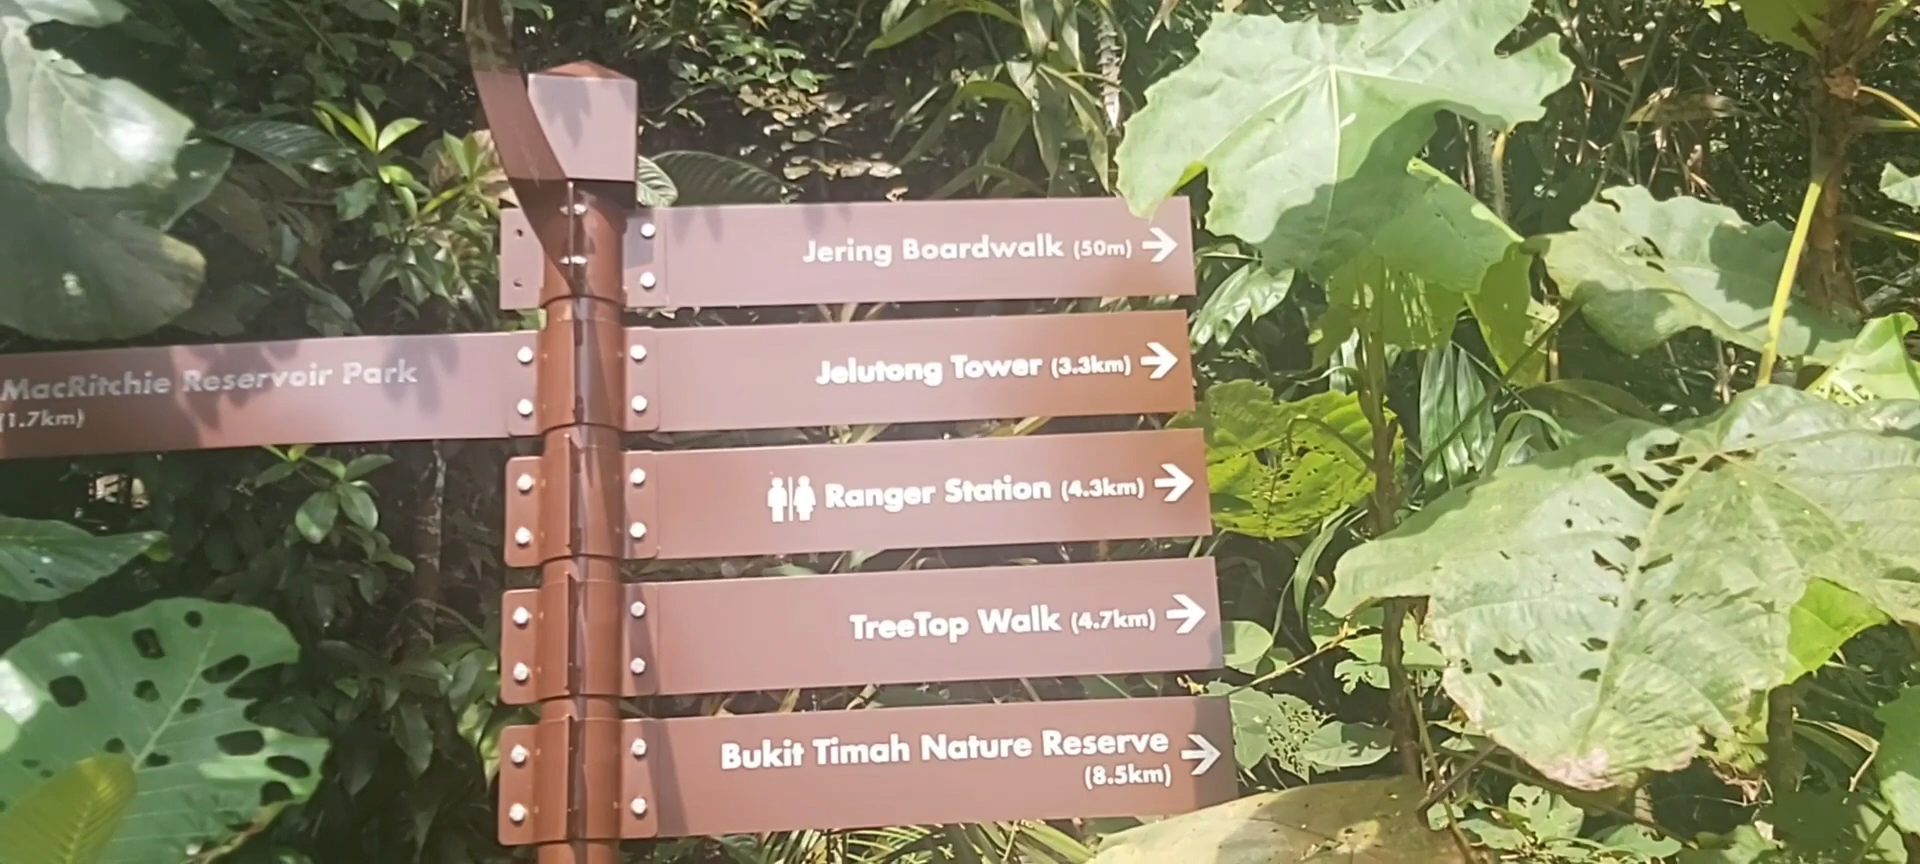 Jering Boardwalk (50m) →
MacRitchie Reservoir Park
(1.7km)
Jelutong Tower (3.3km) →
Ranger Station (4.3km) →
TreeTop Walk (4.7km) →
Bukit Timah Nature Reserve →
(8.5km)